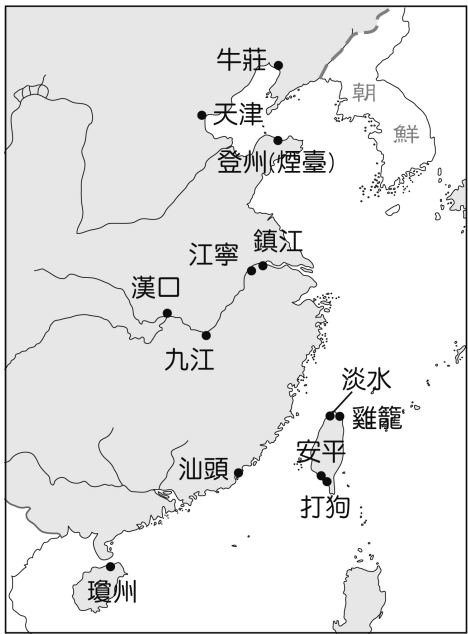 牛莊
天津
朝
鮮
登州(煙臺)
鎮江
江寧
漢口
九江
淡水
雞籠
安平
汕頭
打狗
瓊州